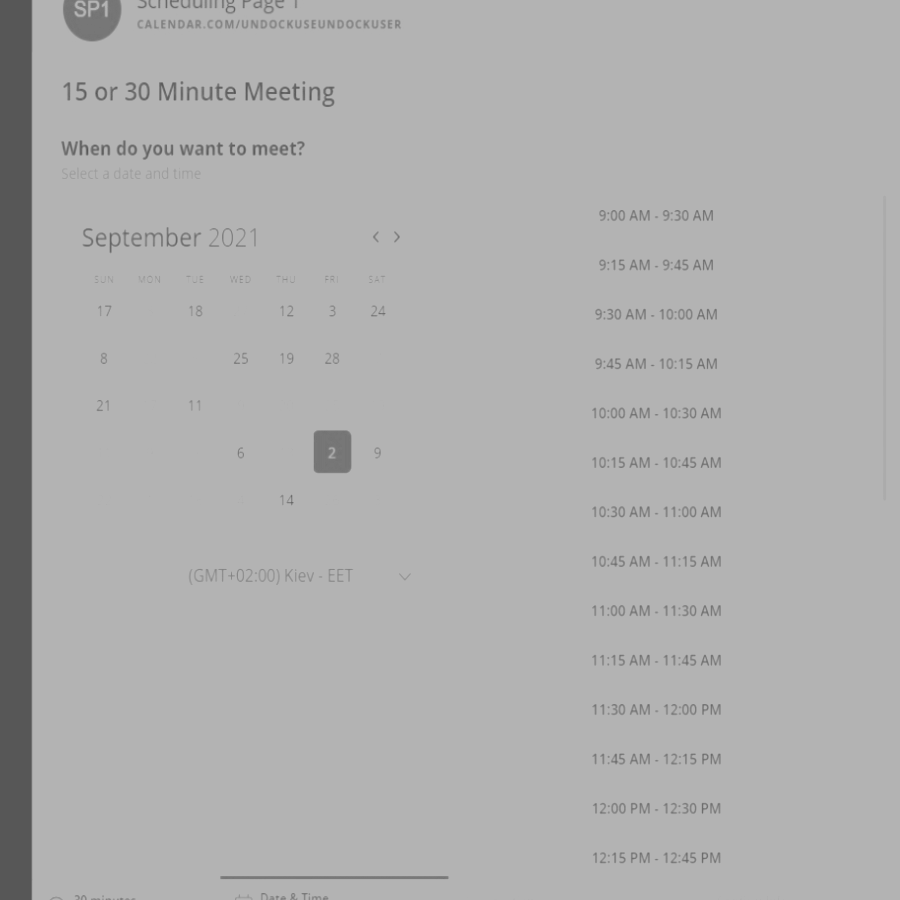 SP1
Scheduling Page 1
CALENDAR.COM/UNDOCKUSEUNDOCKUSER
15 or 30 Minute Meeting
When do you want to meet?
Select a date and time
September 2021 < >
SUN MON TUE WED THU FRI SAT
17 18 12 3 24
8 25 19 28
21 11
6 2 9
14
(GMT+02:00) Kiev - EET
9:00 AM - 9:30 AM
9:15 AM - 9:45 AM
9:30 AM - 10:00 AM
9:45 AM - 10:15 AM
10:00 AM - 10:30 AM
10:15 AM - 10:45 AM
10:30 AM - 11:00 AM
10:45 AM - 11:15 AM
11:00 AM - 11:30 AM
11:15 AM - 11:45 AM
11:30 AM - 12:00 PM
11:45 AM - 12:15 PM
12:00 PM - 12:30 PM
12:15 PM - 12:45 PM
Date & Time